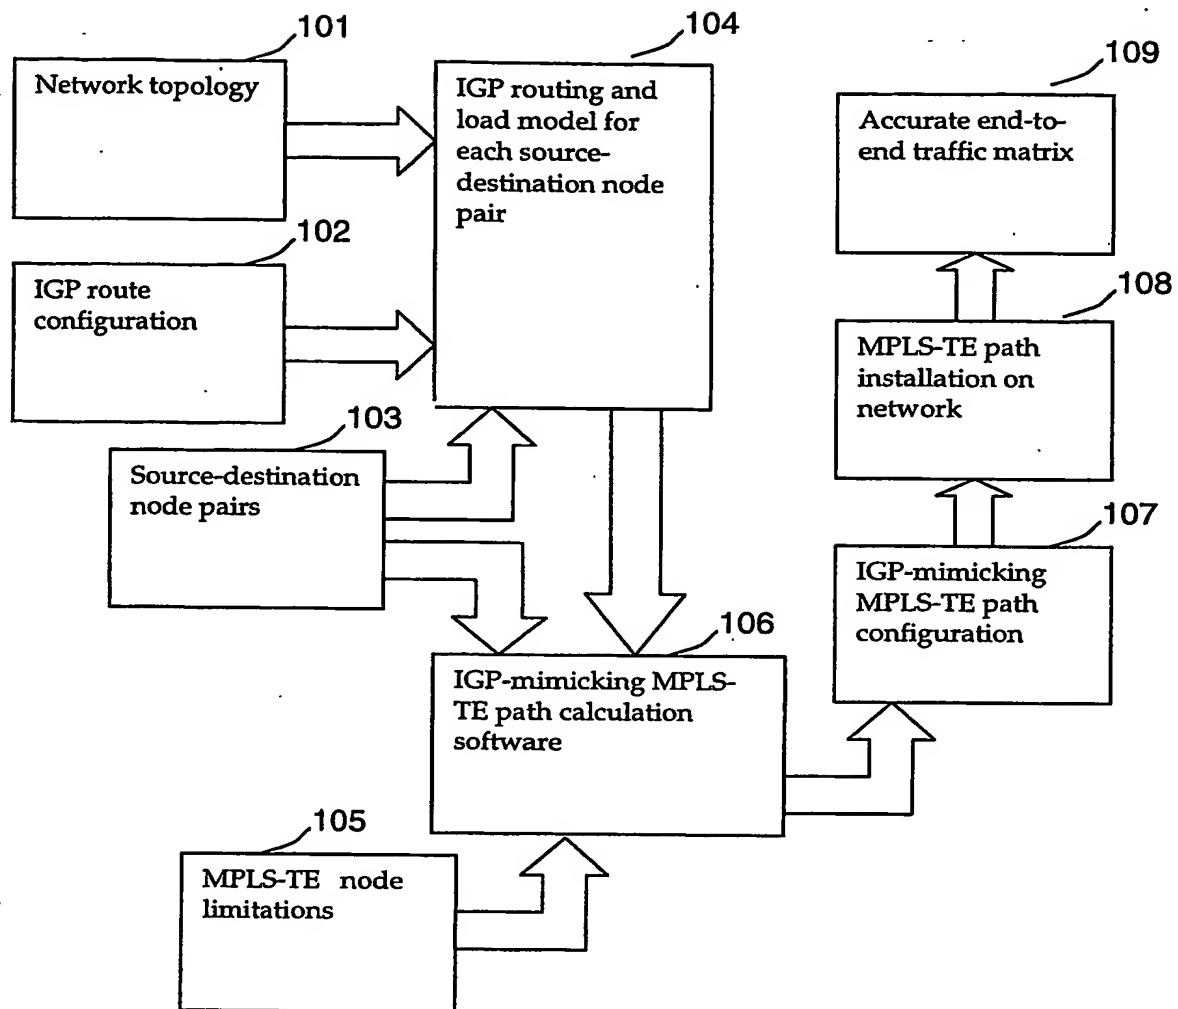 101
Network topology
102
IGP route
configuration
103
Source-destination
node pairs
104
IGP routing and
load model for
each source-
destination node
pair
105
MPLS-TE node
limitations
106
IGP-mimicking MPLS-
TE path calculation
software
107
IGP-mimicking
MPLS-TE path
configuration
108
MPLS-TE path
installation on
network
109
Accurate end-to-
end traffic matrix